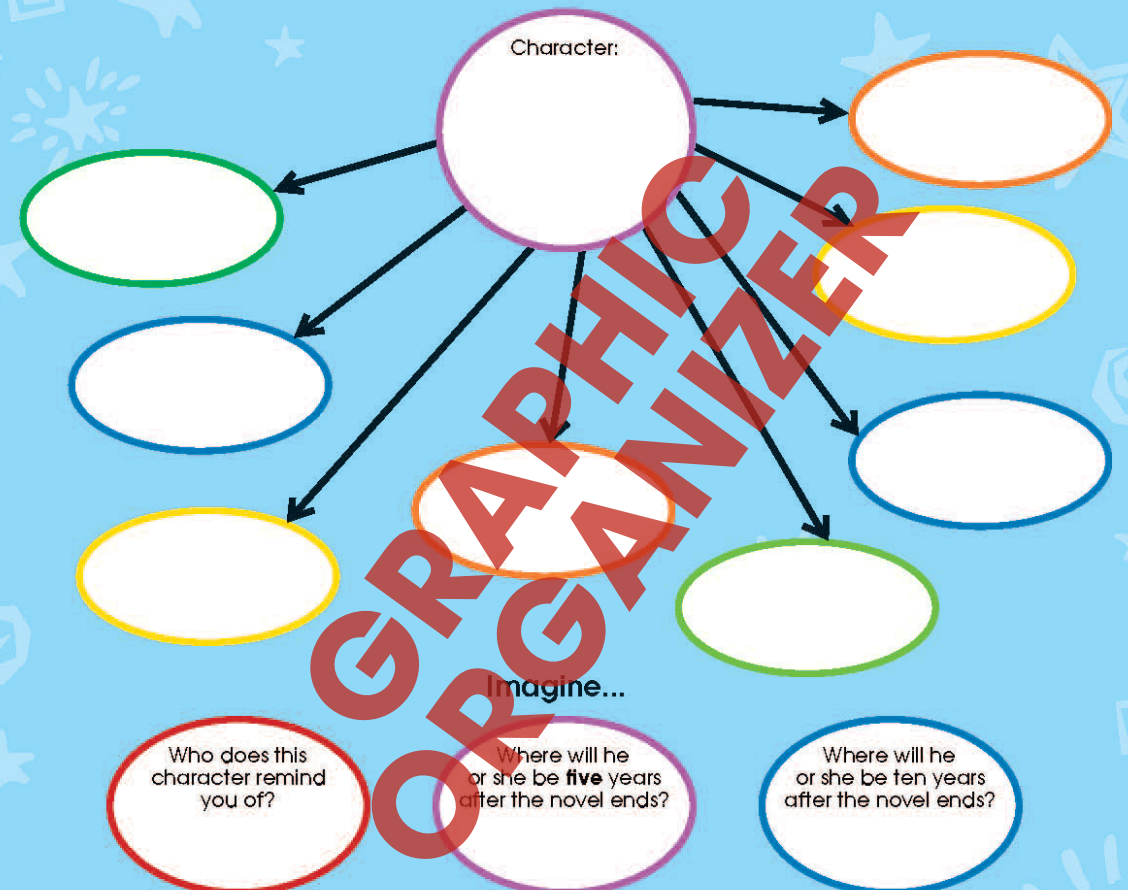 Character:
GRAPHIC
ORGANIZER
Imagine...
Who does this
character remind
you of?
Where will he
or she be five years
after the novel ends?
Where will he
or she be ten years
after the novel ends?